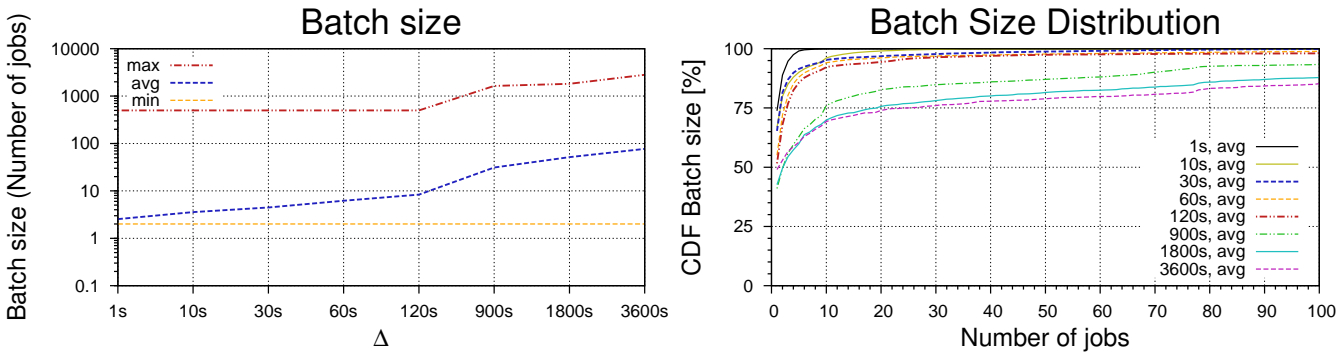 Batch size
Batch size (Number of jobs)
10000
1000
100
10
1
0.1
max
avg
min
1s
10s
30s
60s
120s
900s
1800s
3600s
Δ
Batch Size Distribution
CDF Batch size [%]
100
75
50
25
0
1s, avg
10s, avg
30s, avg
60s, avg
120s, avg
900s, avg
1800s, avg
3600s, avg
0 10 20 30 40 50 60 70 80 90 100
Number of jobs